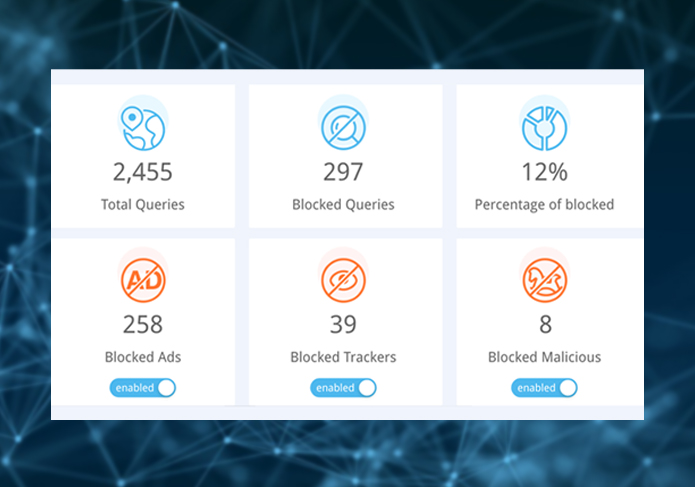 2,455
Total Queries
297
Blocked Queries
12%
Percentage of blocked
AD
258
Blocked Ads
enabled
39
Blocked Trackers
enabled
8
Blocked Malicious
enabled